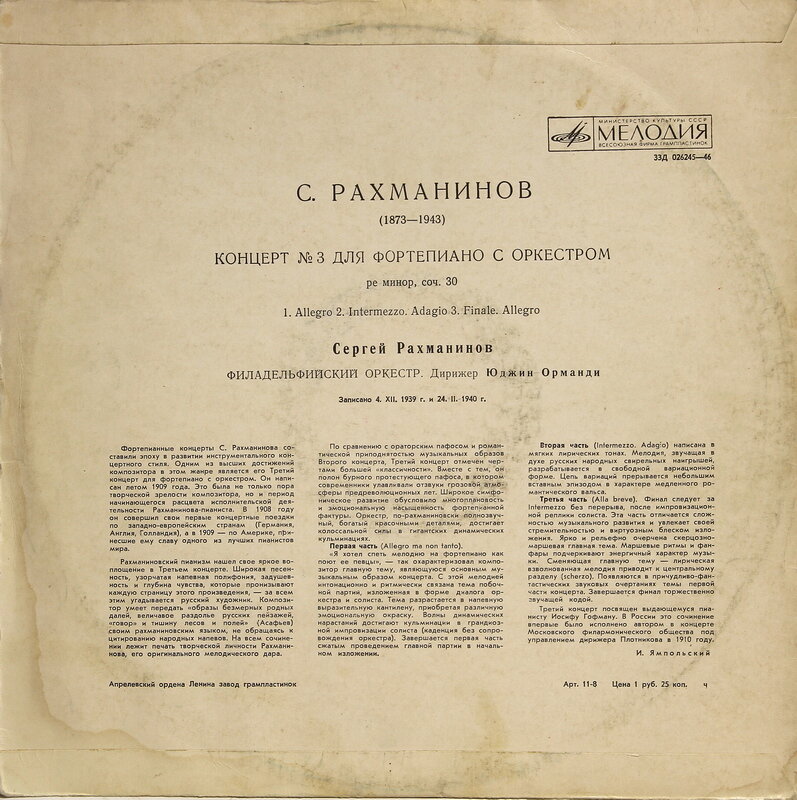 МИНИСТЕРСТВО КУЛЬТУРЫ СССР
МЕЛОДИЯ
ВСЕСОЮЗНАЯ ФИРМА ГРАМПЛАСТИНОК
33Д 026245—46
С. РАХМАНИНОВ
(1873—1943)
КОНЦЕРТ №3 ДЛЯ ФОРТЕПИАНО С ОРКЕСТРОМ
ре минор, соч. 30
1. Allegro 2. Intermezzo. Adagio 3. Finale. Allegro
Сергей Рахманинов
ФИЛАДЕЛЬФИЙСКИЙ ОРКЕСТР. Дирижер Юджин Орманди
Записано 4. XII. 1939 г. и 24. II. 1940 г.
Фортепианные концерты С. Рахманинова со-
ставили эпоху в развитии инструментального кон-
цертного стиля. Одним из высших достижений
композитора в этом жанре является его Третий
концерт для фортепиано с оркестром. Он напи-
сан летом 1909 года. Это была не только пора
творческой зрелости композитора, но и период
начинающегося расцвета исполнительской дея-
тельности Рахманинова-пианиста. В 1908 году
он совершил свои первые концертные поездки
по западно-европейским странам (Германия,
Англия, Голландия), а в 1909 — по Америке, при-
несшие ему славу одного из лучших пианистов
мира.
Рахманиновский пианизм нашел свое яркое во-
площение в Третьем концерте. Широкая песен-
ность, узорчатая напевная полифония, задушев-
ность и глубина чувства, которые пронизывают
каждую страницу этого произведения, — за всем
этим угадывается русский художник. Компози-
тор умеет передать «образы безмерных родных
далей, величавое раздолье русских пейзажей,
«говор» и тишину лесов и полей» (Асафьев)
своим рахманиновским языком, не обращаясь к
цитированию народных напевов. На всем сочине-
нии лежит печать творческой личности Рахмани-
нова, его оригинального мелодического дара.
По сравнению с ораторским пафосом и роман-
тической приподнятостью музыкальных образов
Второго концерта, Третий концерт отмечен чер-
тами большей «классичности». Вместе с тем, он
полон бурного протестующего пафоса, в котором
современники улавливали отзвуки грозовой атмо-
сферы предреволюционных лет. Широкое симфо-
ническое развитие обусловило многоплановость
и эмоциональную насыщенность фортепианной
фактуры. Оркестр, по-рахманиновски полнозвуч-
ный, богатый красочными деталями, достигает
колоссальной силы в гигантских динамических
кульминациях.
Первая часть (Allegro ma non tanto).
«Я хотел спеть мелодию на фортепиано как
поют ее певцы», — так охарактеризовал компо-
зитор главную тему, являющуюся основным му-
зыкальным образом концерта. С этой мелодией
интонационно и ритмически связана тема побоч-
ной партии, изложенная в форме диалога орке-
стра и солиста. Тема разрастается в напевную
выразительную кантилену, приобретая различную
эмоциональную окраску. Волны динамических
нарастаний достигают кульминации в грандиоз-
ной импровизации солиста (каденция без сопро-
вождения оркестра). Завершается первая часть
сжатым проведением главной партии в началь-
ном изложении.
Вторая часть (Intermezzo. Adagio) написана в
мягких лирических тонах. Мелодия, звучащая в
духе русских народных свирельных наигрышей,
разрабатывается в свободной вариационной
форме. Цепь вариаций прерывается небольшим
вставным эпизодом в характере медленного ро-
мантического вальса.
Третья часть (Alla breve). Финал следует за
Intermezzo без перерыва, после импровизацион-
ной реплики солиста. Эта часть отличается слож-
ностью музыкального развития и увлекает своей
стремительностью и виртуозным блеском изло-
жения. Ярко и рельефно очерчена скерцозно-
маршевая главная тема. Маршевые ритмы и фан-
фары подчеркивают энергичный характер музы-
ки. Сменяющая главную тему — лирическая
взволнованная мелодия приводит к центральному
разделу (scherzo). Появляются в причудливо-фан-
тастических звуковых очертаниях темы первой
части концерта. Завершает финал торжественно
звучащей кодой.
Третий концерт посвящен выдающемуся пиа-
нисту Иосифу Гофману. В России это сочинение
впервые было исполнено автором в концерте
Московского филармонического общества под
управлением дирижера Плотникова в 1910 году.
И. Ямпольский
Апрелевский ордена Ленина завод грампластинок
Арт. 11-8 Цена 1 руб. 25 коп. ч